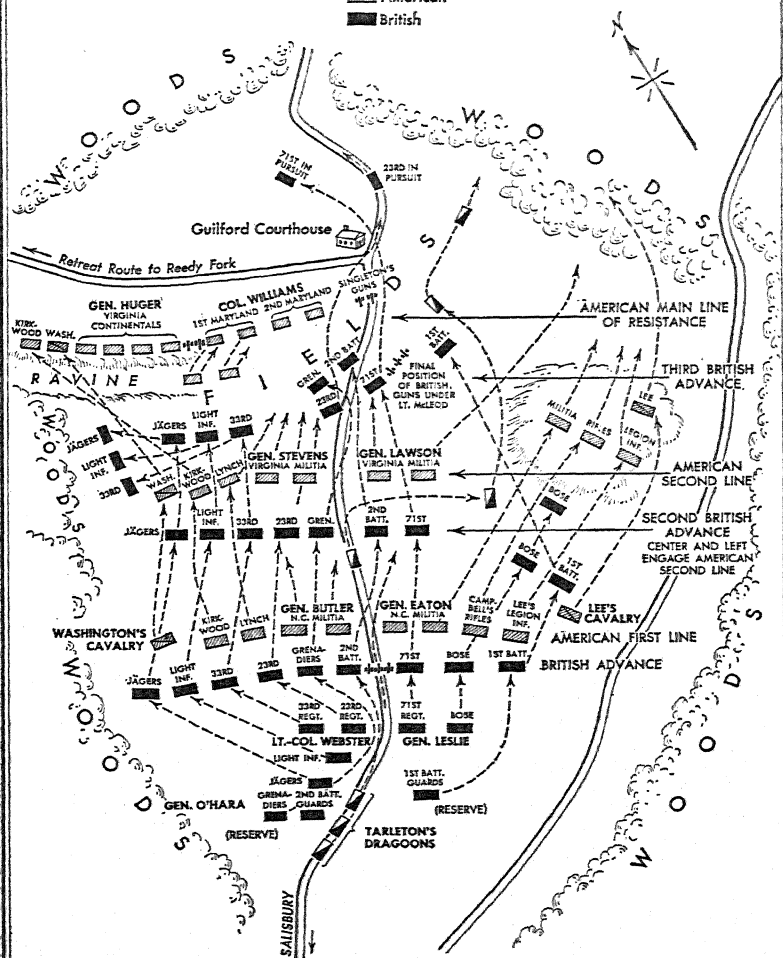 British
WOODS
N
WOODS
71ST IN
PURSUIT
23RD IN
PURSUIT
Guilford Courthouse
Retreat Route to Reedy Fork
SINGLETON'S
GUNS
GEN. HUGER
VIRGINIA
CONTINENTALS
COL. WILLIAMS
1ST MARYLAND
2ND MARYLAND
KIRK-
WOOD
WASH.
AMERICAN MAIN LINE
OF RESISTANCE
RAVINE
FIELDS
GREN.
2ND BATT.
23RD
71ST
1ST
BATT.
FINAL
POSITION
OF BRITISH
GUNS UNDER
LT. McLEOD
THIRD BRITISH
ADVANCE
JÄGERS
LIGHT
INF.
33RD
JÄGERS
LIGHT
INF.
33RD
MILITIA
RIFLES
LEE
LEGION
INF.
WASH.
KIRK-
WOOD
LYNCH
GEN. STEVENS
VIRGINIA MILITIA
GEN. LAWSON
VIRGINIA MILITIA
AMERICAN
SECOND LINE
WOODS
JÄGERS
LIGHT
INF.
33RD
23RD
GREN.
2ND
BATT.
71ST
BOSE
SECOND BRITISH
ADVANCE
CENTER AND LEFT
ENGAGE AMERICAN
SECOND LINE
BOSE
1ST
BATT.
WASHINGTON'S
CAVALRY
KIRK-
WOOD
LYNCH
GEN. BUTLER
N.C. MILITIA
GEN. EATON
N.C. MILITIA
CAMP-
BELL'S
RIFLES
LEE'S
LEGION
INF.
LEE'S
CAVALRY
AMERICAN FIRST LINE
JÄGERS
LIGHT
INF.
33RD
23RD
GRENA-
DIERS
2ND
BATT.
71ST
BOSE
1ST BATT.
BRITISH ADVANCE
WOODS
33RD
REGT.
23RD
REGT.
71ST
REGT.
BOSE
LT.-COL. WEBSTER
GEN. LESLIE
LIGHT INF.
JÄGERS
GEN. O'HARA
GRENA-
DIERS
2ND BATT.
GUARDS
(RESERVE)
1ST BATT.
GUARDS
(RESERVE)
TARLETON'S
DRAGOONS
WOODS
SALISBURY